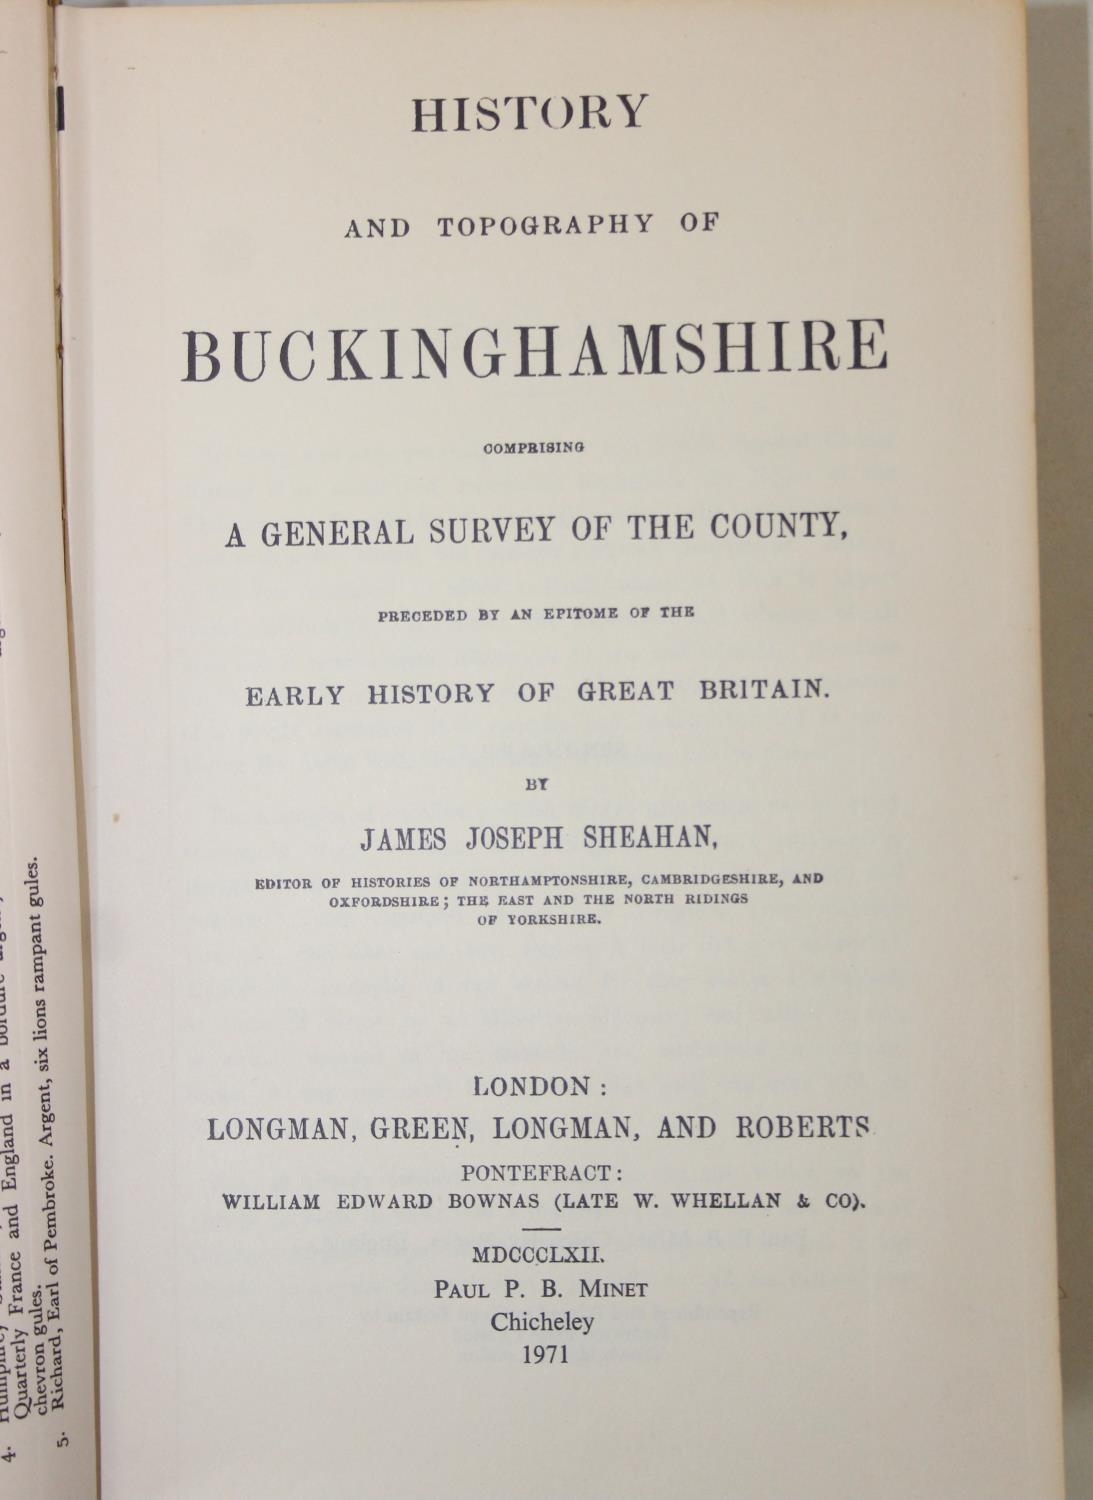 HISTORY
AND TOPOGRAPHY OF
BUCKINGHAMSHIRE
COMPRISING
A GENERAL SURVEY OF THE COUNTY,
PRECEDED BY AN EPITOME OF THE
EARLY HISTORY OF GREAT BRITAIN.
BY
JAMES JOSEPH SHEAHAN,
EDITOR OF HISTORIES OF NORTHAMPTONSHIRE, CAMBRIDGESHIRE, AND
OXFORDSHIRE; THE EAST AND THE NORTH RIDINGS
OF YORKSHIRE.
LONDON:
LONGMAN, GREEN, LONGMAN, AND ROBERTS
PONTEFRACT:
WILLIAM EDWARD BOWNAS (LATE W. WHELLAN & CO).
MDCCCLXII.
PAUL P. B. MINET
Chicheley
1971
4.
Quarterly France and England in a bordure
chevron gules.
5. Richard, Earl of Pembroke. Argent, six lions rampant gules.